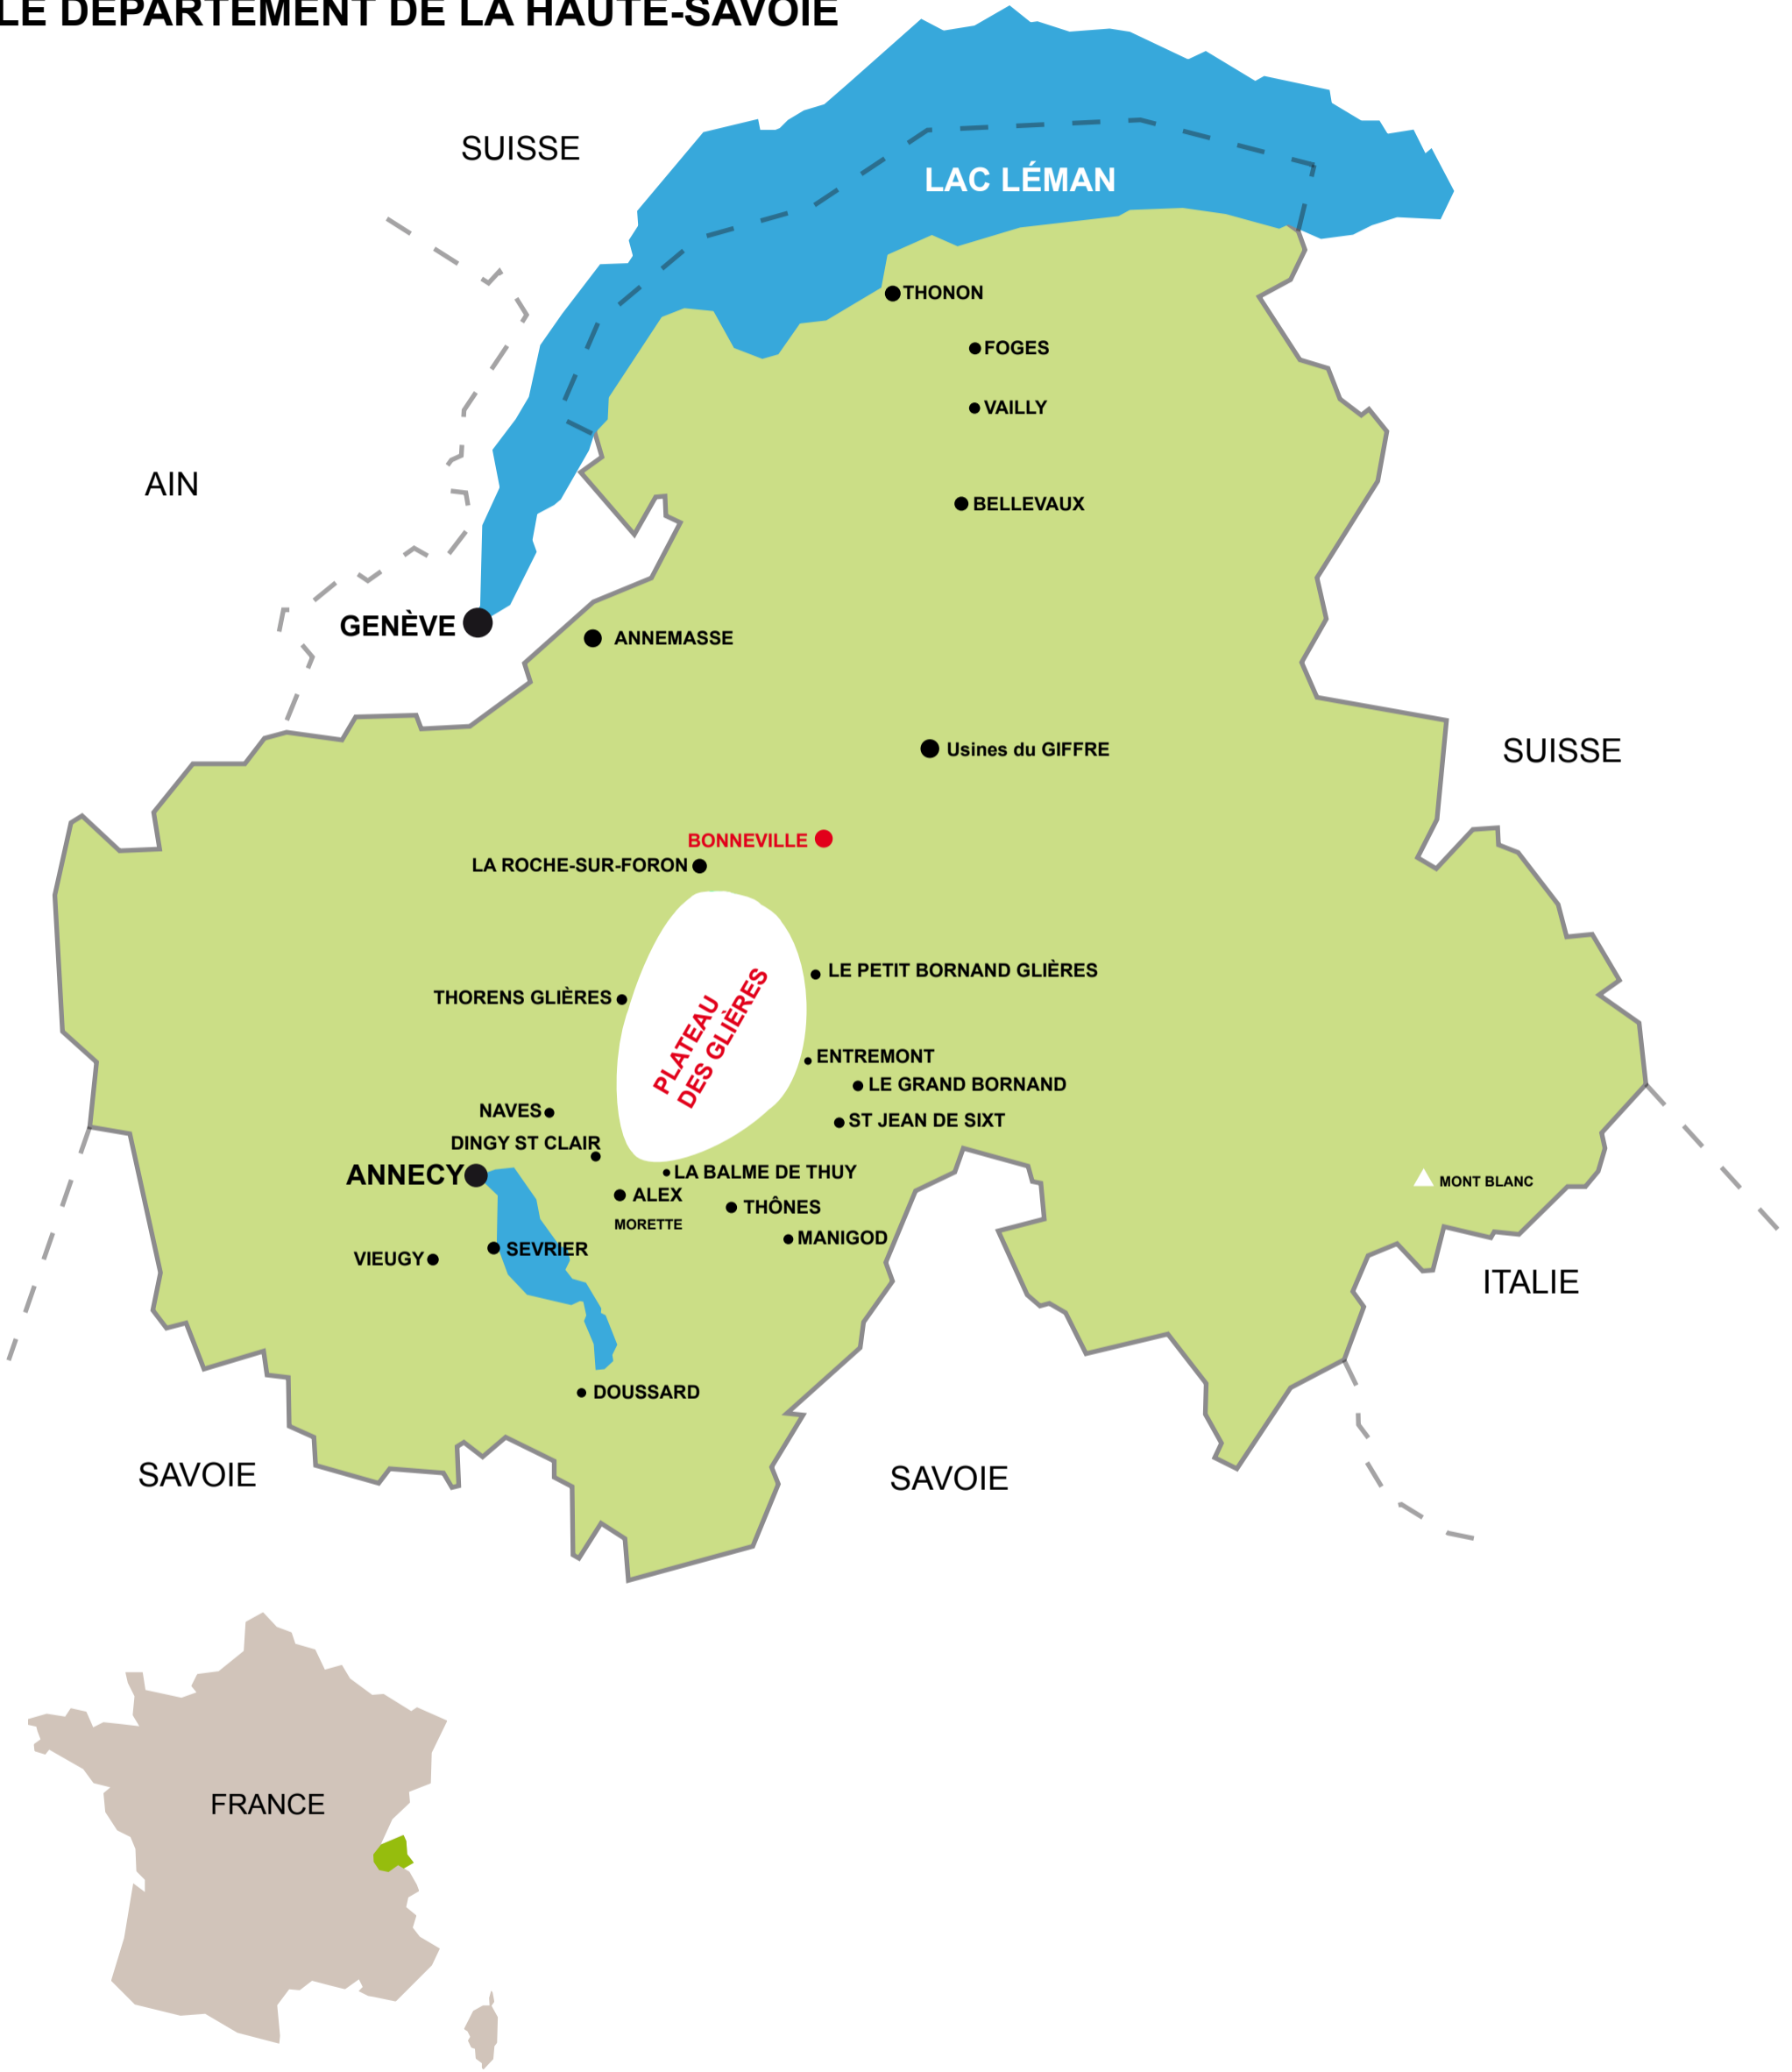 LE DEPARTEMENT DE LA HAUTE-SAVOIE
SUISSE
LAC LÉMAN
THONON
FOGES
VAILLY
AIN
BELLEVAUX
GENÈVE
ANNEMASSE
Usines du GIFFRE
SUISSE
BONNEVILLE
LA ROCHE-SUR-FORON
LE PETIT BORNAND GLIÈRES
THORENS GLIÈRES
PLATEAU
DES GLIÈRES
ENTREMONT
LE GRAND BORNAND
NAVES
ST JEAN DE SIXT
DINGY ST CLAIR
ANNECY
LA BALME DE THUY
MONT BLANC
ALEX
THÔNES
MORETTE
MANIGOD
SEVRIER
VIEUGY
ITALIE
DOUSSARD
SAVOIE
SAVOIE
FRANCE